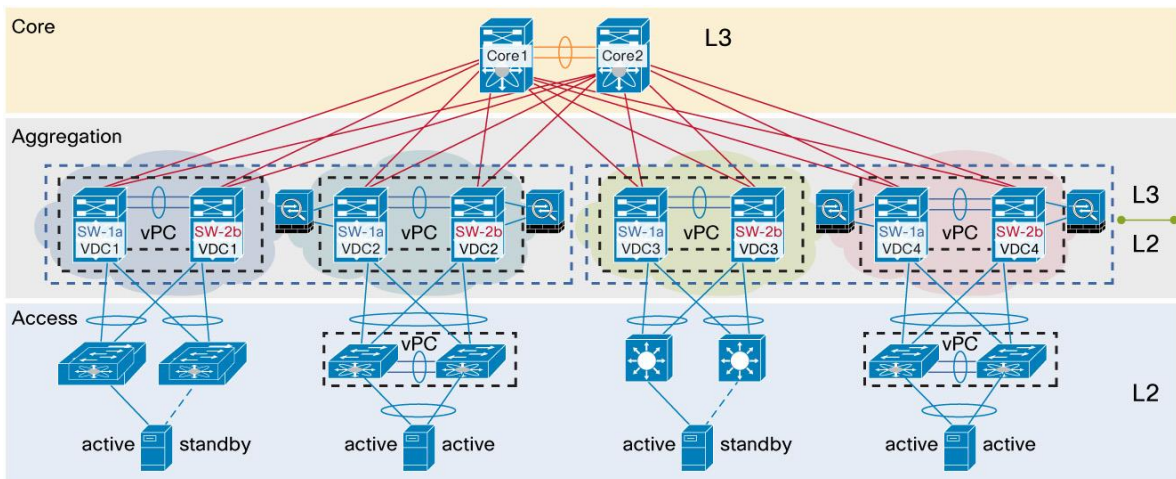 Core
Core1
Core2
L3
Aggregation
SW-1a
VDC1
vPC
SW-2b
VDC1
SW-1a
VDC2
vPC
SW-2b
VDC2
SW-1a
VDC3
vPC
SW-2b
VDC3
SW-1a
VDC4
vPC
SW-2b
VDC4
L3
L2
Access
vPC
vPC
L2
active
standby
active
active
active
standby
active
active